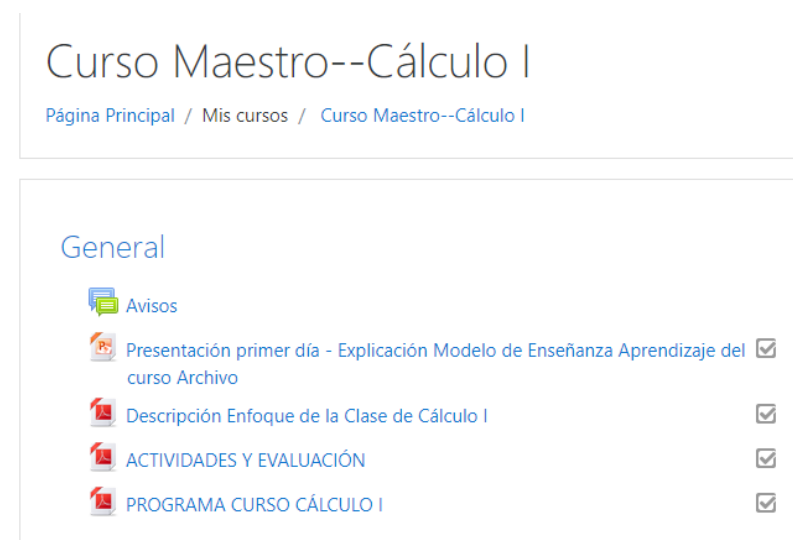 Curso Maestro--Cálculo I
Página Principal / Mis cursos / Curso Maestro--Cálculo I
General
Avisos
Presentación primer día - Explicación Modelo de Enseñanza Aprendizaje del
curso Archivo
Descripción Enfoque de la Clase de Cálculo I
ACTIVIDADES Y EVALUACIÓN
PROGRAMA CURSO CÁLCULO I